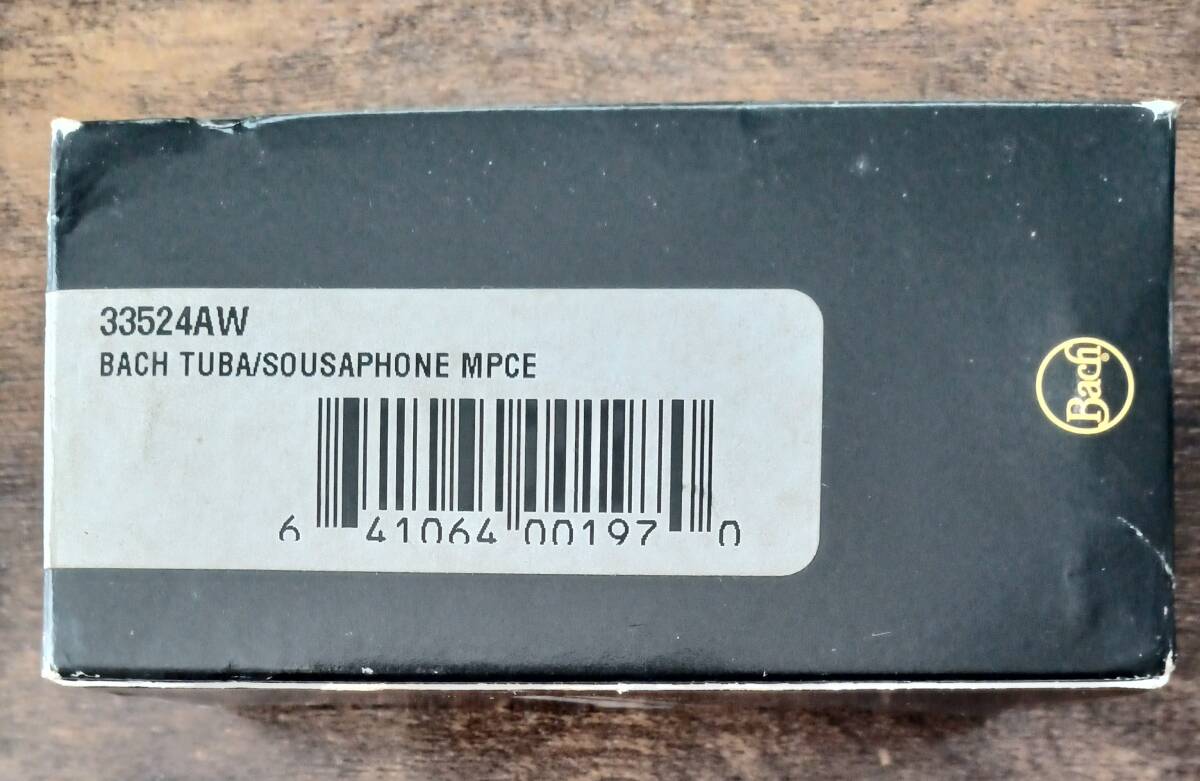 33524AW
BACH TUBA/SOUSAPHONE MPCE
6 41064 00197 0
Bach